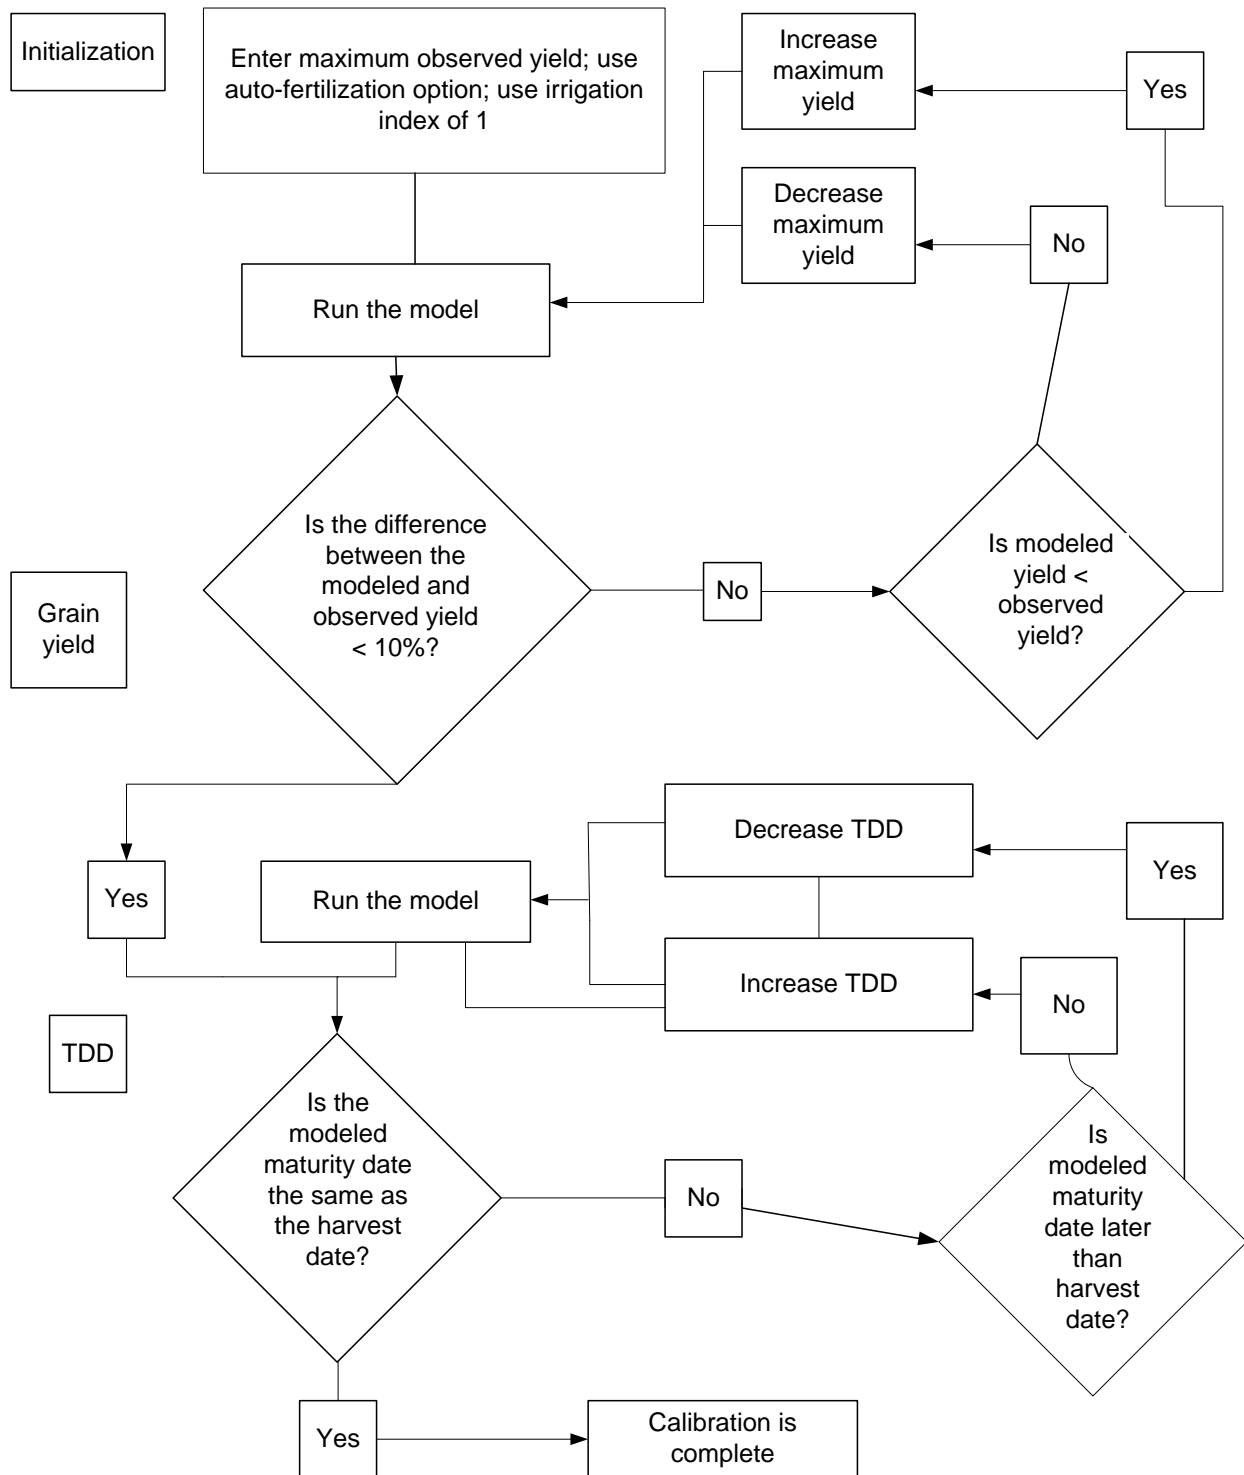 Initialization
Enter maximum observed yield; use
auto-fertilization option; use irrigation
index of 1
Increase
maximum
yield
Yes
Decrease
maximum
yield
No
Run the model
Is the difference
between the
modeled and
observed yield
< 10%?
No
Is modeled
yield <
observed
yield?
Grain
yield
Decrease TDD
Yes
Yes
Run the model
Increase TDD
No
TDD
Is the
modeled
maturity date
the same as
the harvest
date?
No
Is
modeled
maturity
date later
than
harvest
date?
Yes
Calibration is
complete